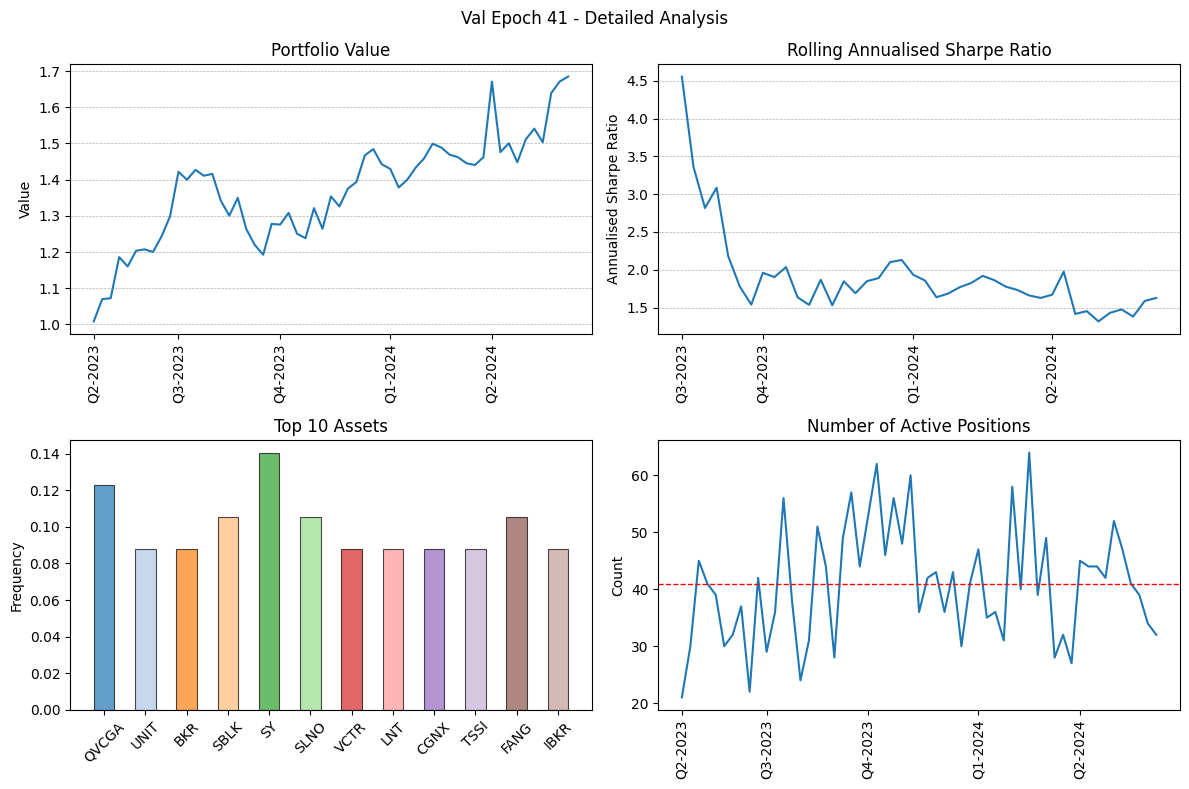 Val Epoch 41 - Detailed Analysis
Portfolio Value
Value
1.7
1.6
1.5
1.4
1.3
1.2
1.1
1.0
Q2-2023
Q3-2023
Q4-2023
Q1-2024
Q2-2024
Rolling Annualised Sharpe Ratio
Annualised Sharpe Ratio
4.5
4.0
3.5
3.0
2.5
2.0
1.5
Q3-2023
Q4-2023
Q1-2024
Q2-2024
Top 10 Assets
Frequency
0.14
0.12
0.10
0.08
0.06
0.04
0.02
0.00
QVCGA
UNIT
BKR
SBLK
SY
SLNO
VCTR
LNT
CGNX
TSSI
FANG
IBKR
Number of Active Positions
Count
60
50
40
30
20
Q2-2023
Q3-2023
Q4-2023
Q1-2024
Q2-2024